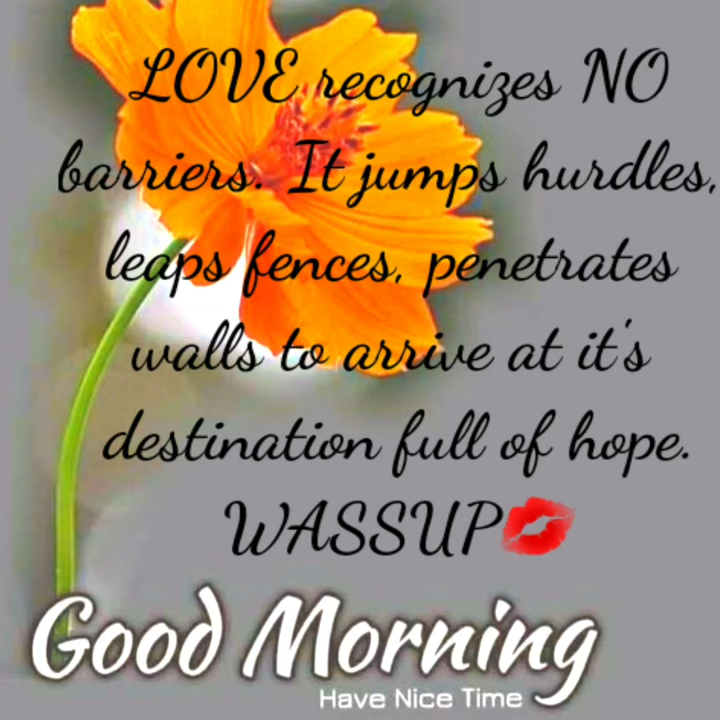 LOVE recognizes NO
barriers. It jumps hurdles,
leaps fences, penetrates
walls to arrive at it's
destination full of hope.
WASSUP💋
Good Morning
Have Nice Time